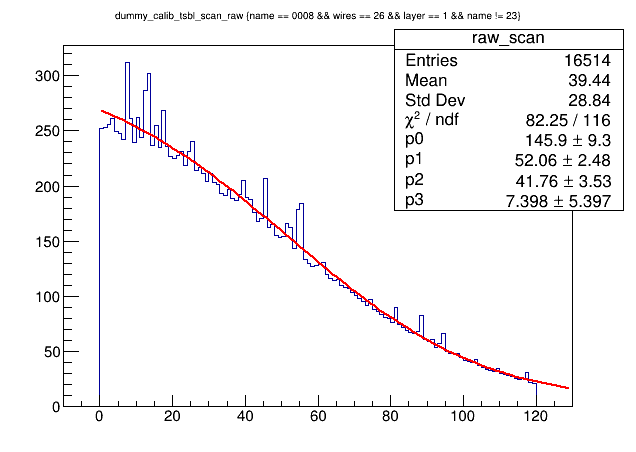 dummy_calib_tsbl_scan_raw {name == 0008 && wires == 26 && layer == 1 && name != 23}
raw_scan
Entries 16514
Mean 39.44
Std Dev 28.84
χ² / ndf 82.25 / 116
p0 145.9 ± 9.3
p1 52.06 ± 2.48
p2 41.76 ± 3.53
p3 7.398 ± 5.397
300
250
200
150
100
50
0
0 20 40 60 80 100 120